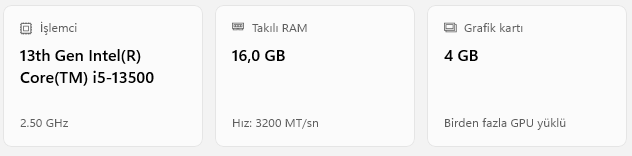 İşlemci
13th Gen Intel(R)
Core(TM) i5-13500
2.50 GHz
Takılı RAM
16,0 GB
Hız: 3200 MT/sn
Grafik kartı
4 GB
Birden fazla GPU yüklü